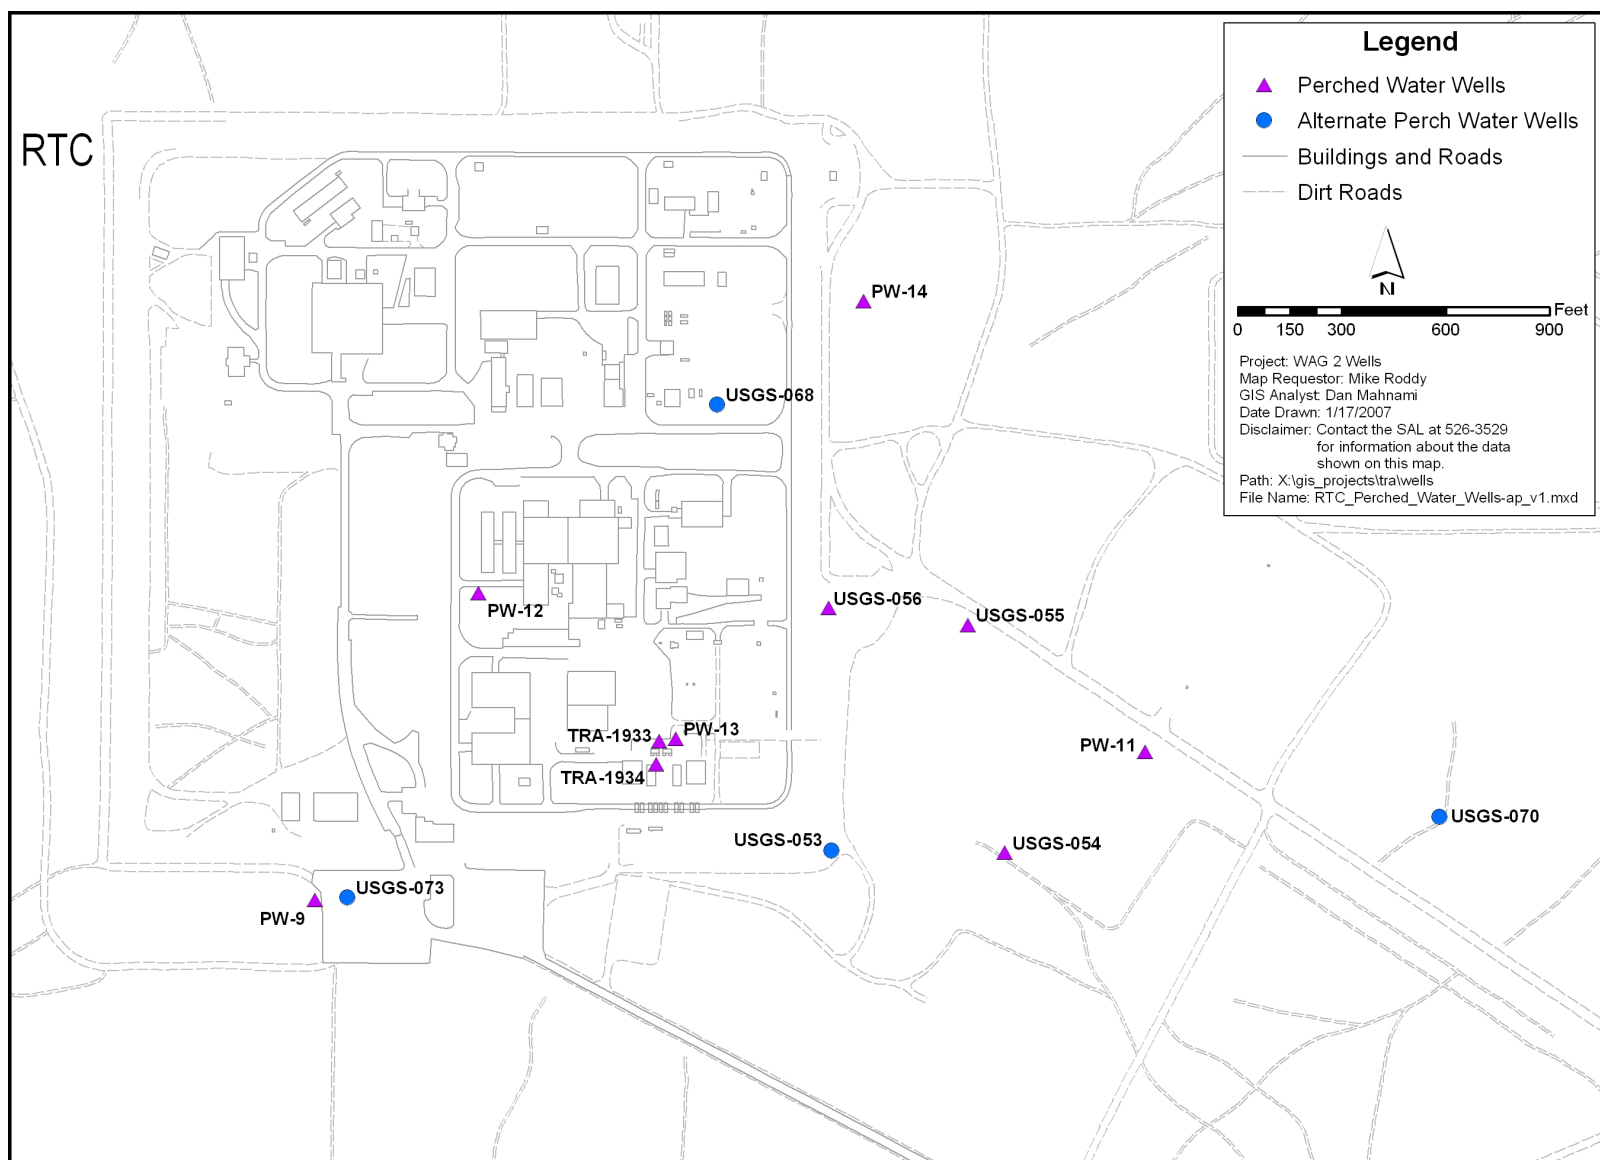 RTC
Legend
Perched Water Wells
Alternate Perch Water Wells
Buildings and Roads
Dirt Roads
N
Feet
0 150 300 600 900
Project: WAG 2 Wells
Map Requestor: Mike Roddy
GIS Analyst: Dan Mahnami
Date Drawn: 1/17/2007
Disclaimer: Contact the SAL at 526-3529
for information about the data
shown on this map.
Path: X:\gis_projects\tra\wells
File Name: RTC_Perched_Water_Wells-ap_v1.mxd
PW-14
USGS-068
USGS-056
PW-12
USGS-055
PW-13
TRA-1933
PW-11
TRA-1934
USGS-070
USGS-053
USGS-054
USGS-073
PW-9